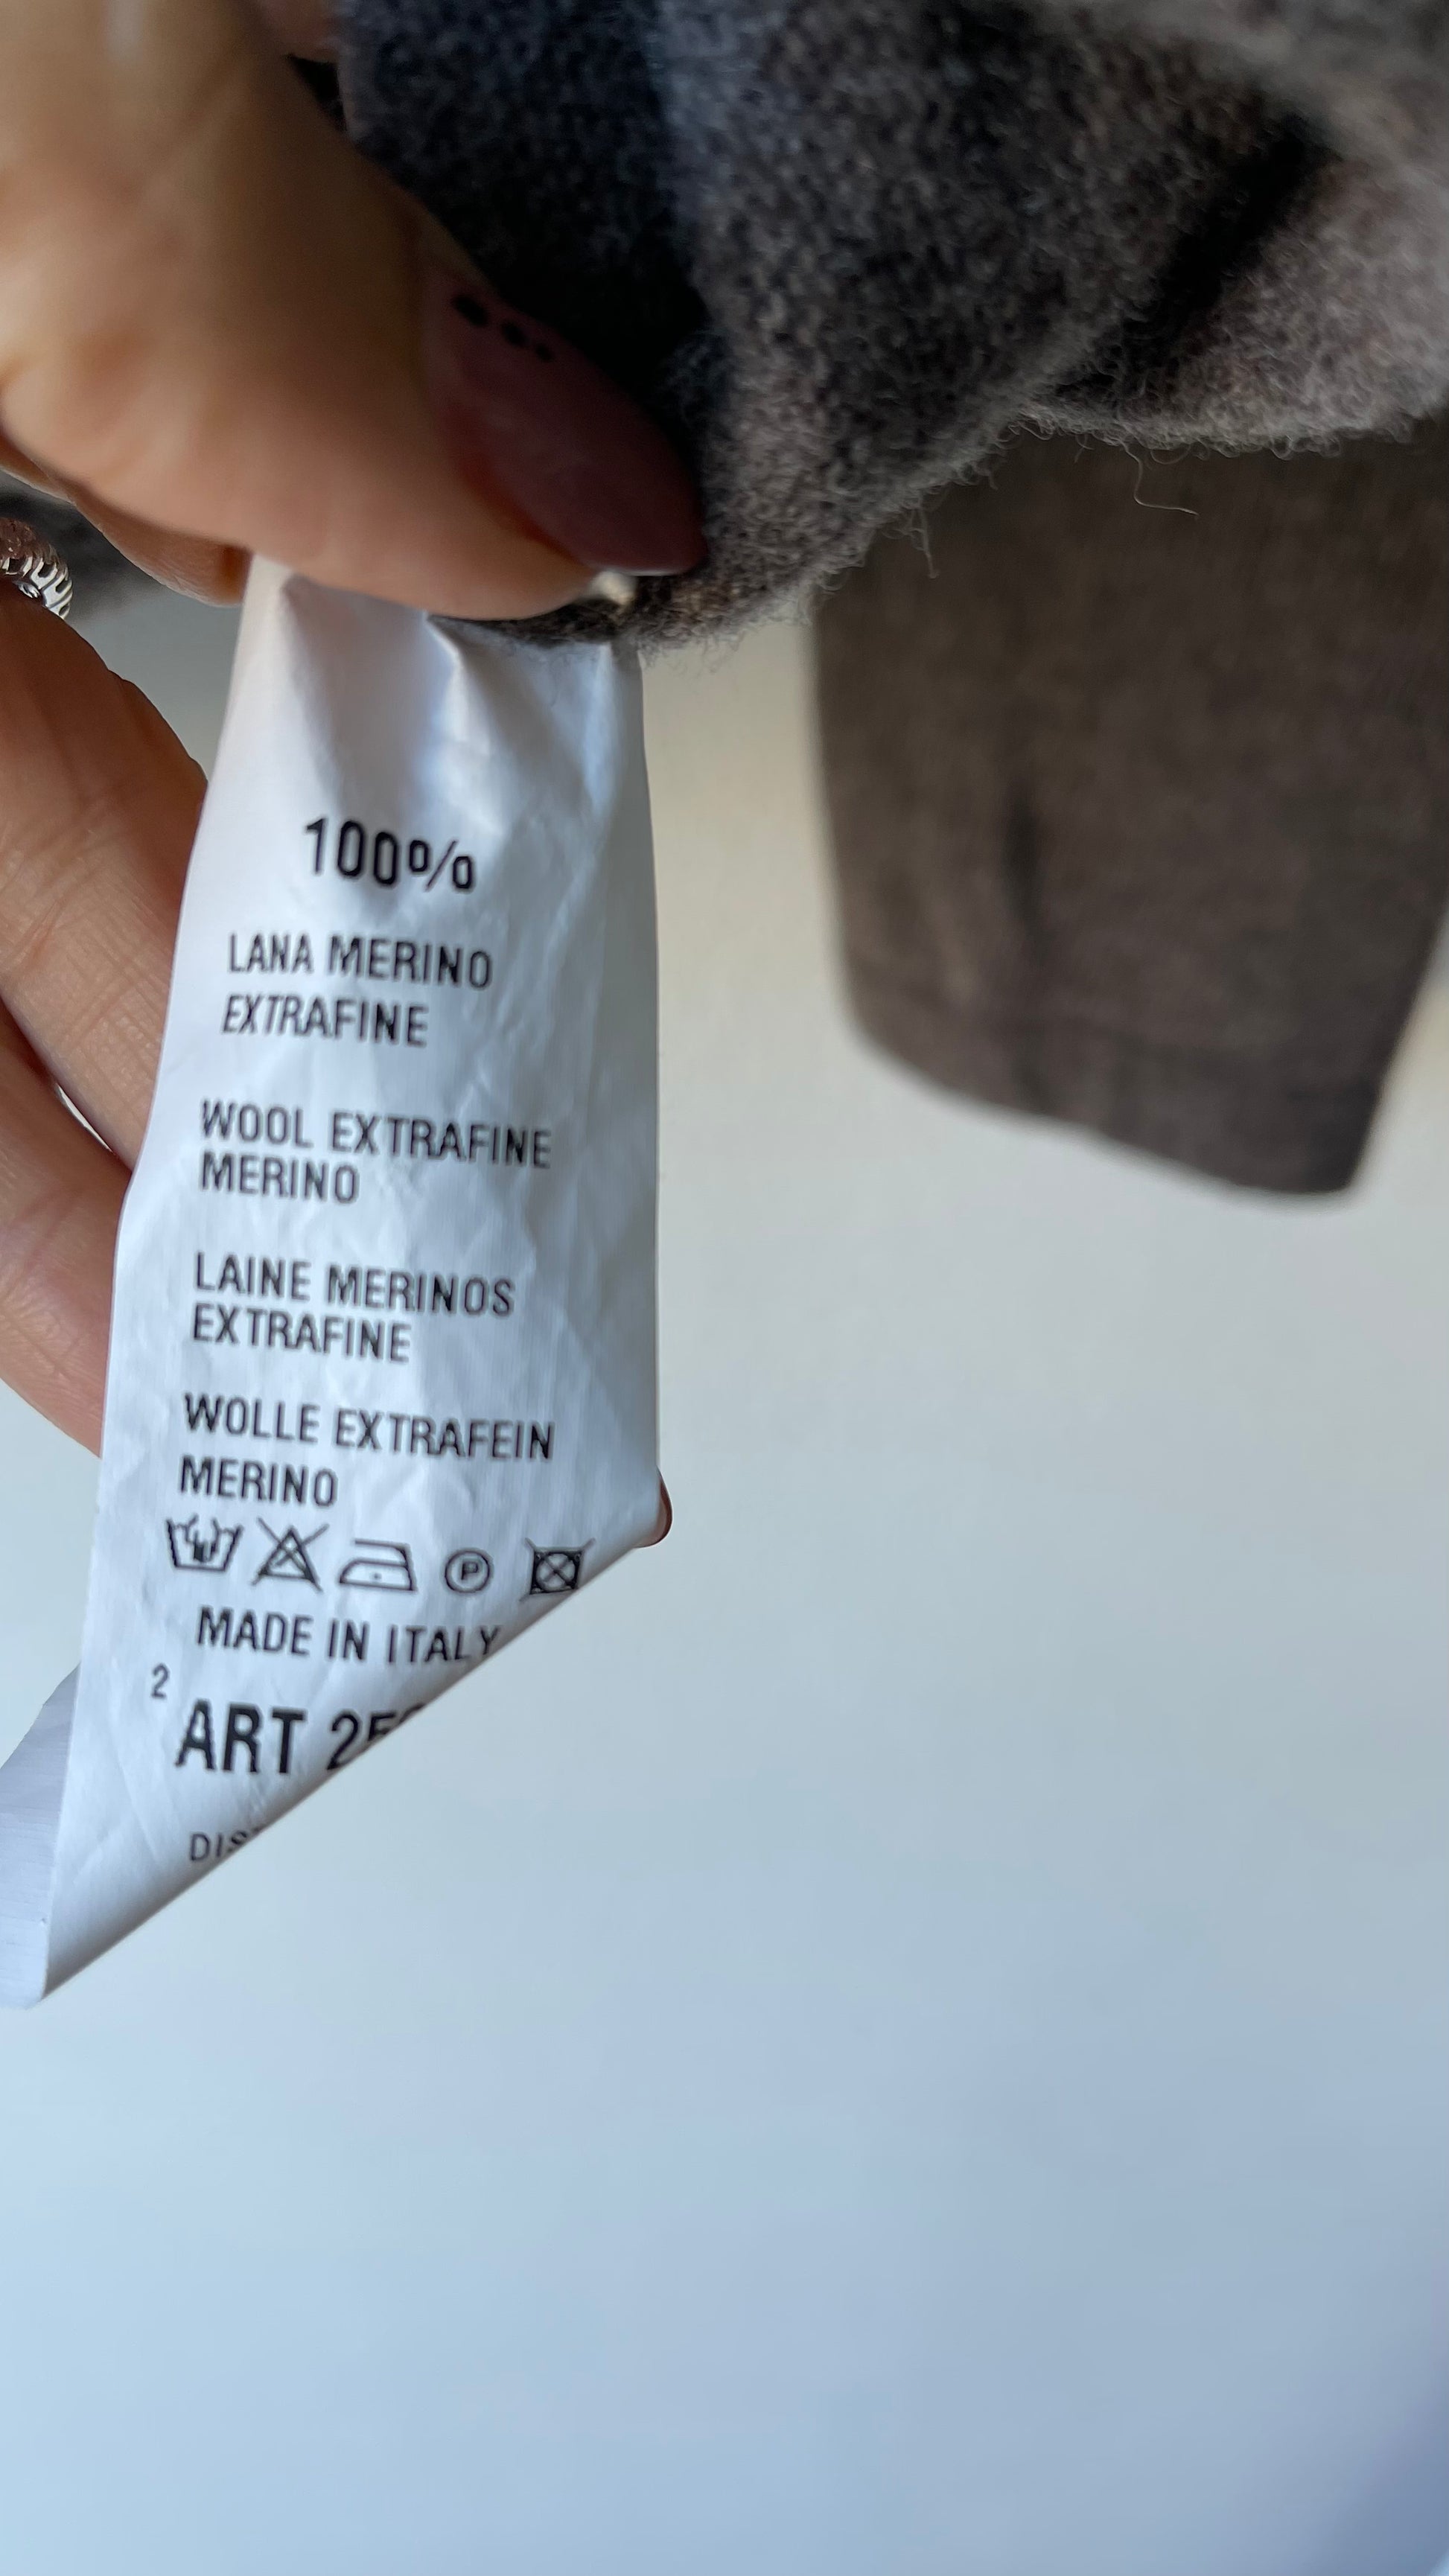 100%
LANA MERINO
EXTRAFINE
WOOL EXTRAFINE
MERINO
LAINE MERINOS
EXTRAFINE
WOLLE EXTRAFEIN
MERINO
P
MADE IN ITALY
2
ART